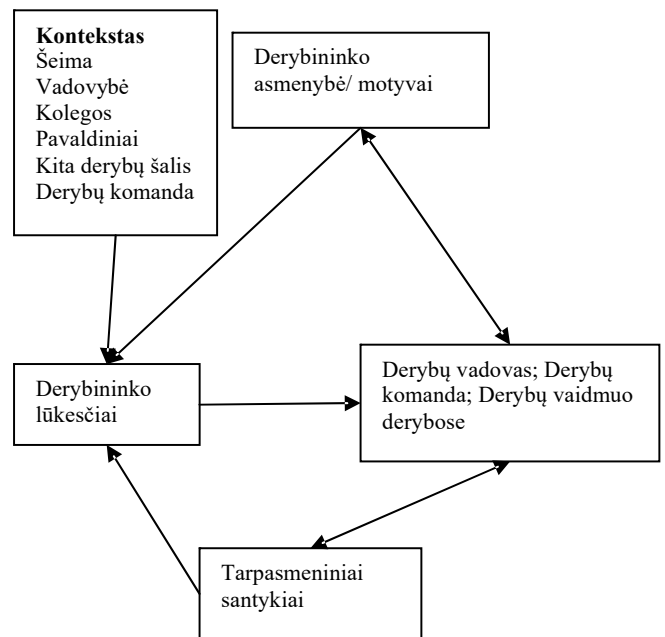 Kontekstas
Šeima
Vadovybė
Kolegos
Pavaldiniai
Kita derybų šalis
Derybų komanda
Derybininko
asmenybė/ motyvai
Derybininko
lūkesčiai
Derybų vadovas; Derybų
komanda; Derybų vaidmuo
derybose
Tarpasmeniniai
santykiai